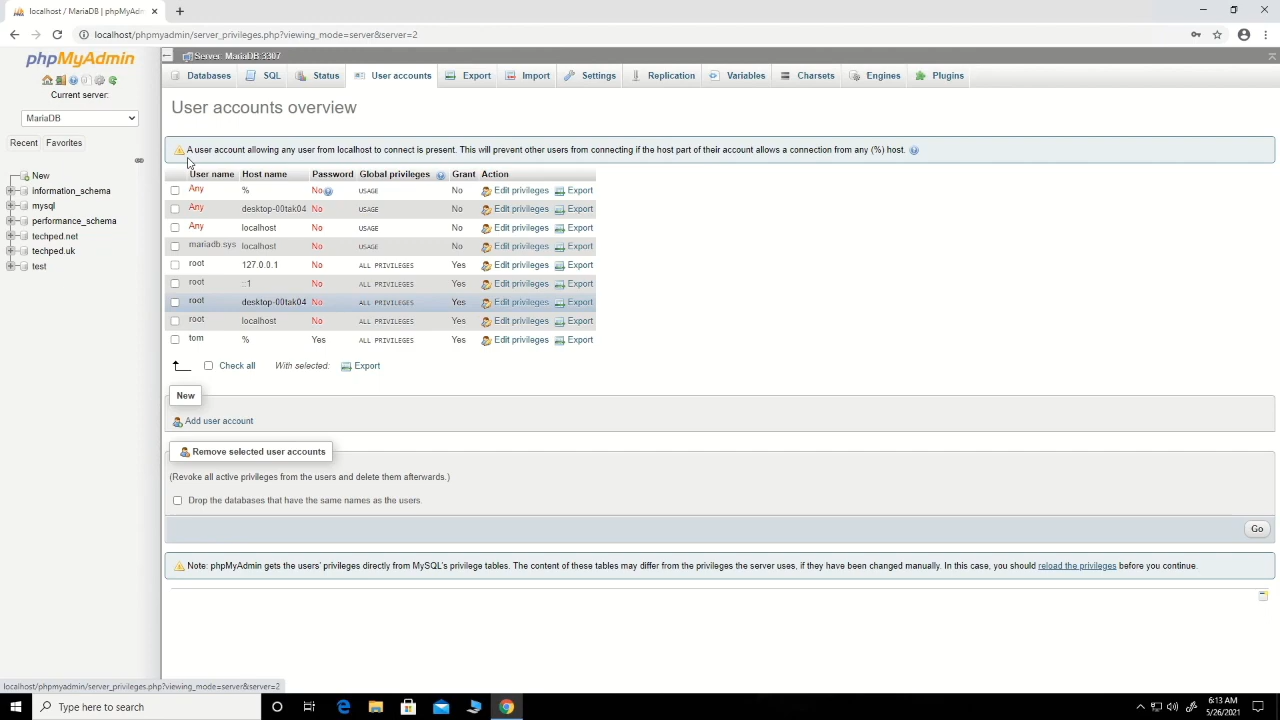 localhost / MariaDB | phpMyAdm
localhost/phpmyadmin/server_privileges.php?viewing_mode=server&server=2
phpMyAdmin
Current server:
MariaDB
Recent Favorites
New
information_schema
mysql
performance_schema
techped.net
techped.uk
test
Server: MariaDB 3307
Databases SQL Status User accounts Export Import Settings Replication Variables Charsets Engines Plugins
User accounts overview
A user account allowing any user from localhost to connect is present. This will prevent other users from connecting if the host part of their account allows a connection from any (%) host.
User name Host name Password Global privileges Grant Action
Any % No USAGE No Edit privileges Export
Any desktop-00tak04 No USAGE No Edit privileges Export
Any localhost No USAGE No Edit privileges Export
mariadb.sys localhost No USAGE No Edit privileges Export
root 127.0.0.1 No ALL PRIVILEGES Yes Edit privileges Export
root ::1 No ALL PRIVILEGES Yes Edit privileges Export
root desktop-00tak04 No ALL PRIVILEGES Yes Edit privileges Export
root localhost No ALL PRIVILEGES Yes Edit privileges Export
tom % Yes ALL PRIVILEGES Yes Edit privileges Export
Check all With selected: Export
New
Add user account
Remove selected user accounts
(Revoke all active privileges from the users and delete them afterwards.)
Drop the databases that have the same names as the users.
Go
Note: phpMyAdmin gets the users' privileges directly from MySQL's privilege tables. The content of these tables may differ from the privileges the server uses, if they have been changed manually. In this case, you should reload the privileges before you continue.
localhost/phpmyadmin/server_privileges.php?viewing_mode=server&server=2
Type here to search
6:13 AM
5/26/2021